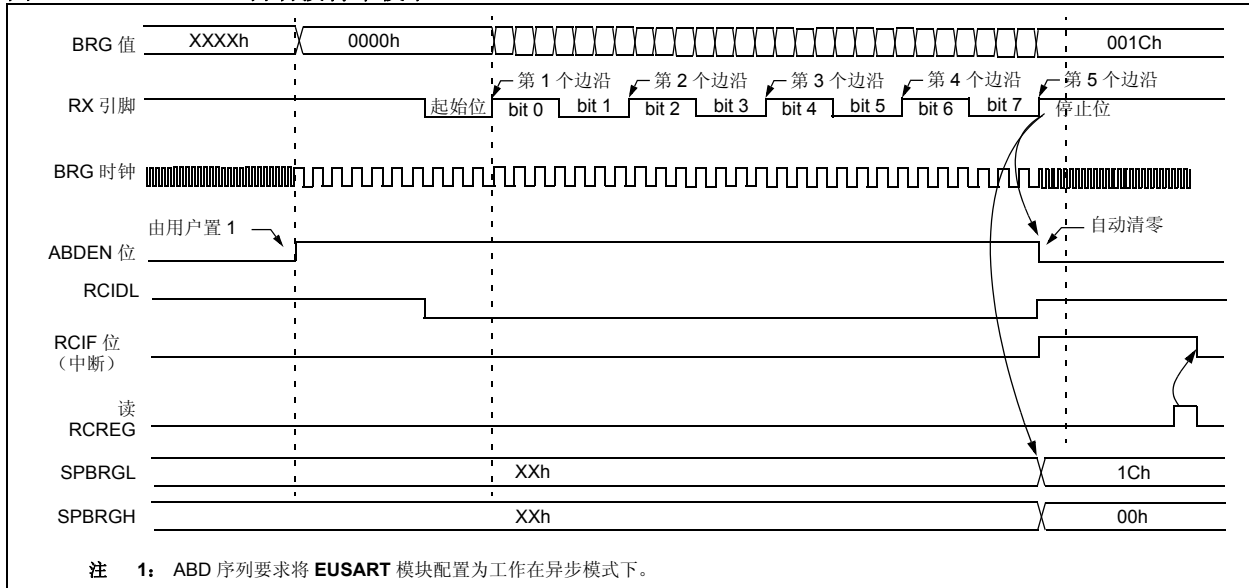 BRG 值
XXXXh
0000h
001Ch
第 1 个边沿
第 2 个边沿
第 3 个边沿
第 4 个边沿
第 5 个边沿
RX 引脚
起始位
bit 0
bit 1
bit 2
bit 3
bit 4
bit 5
bit 6
bit 7
停止位
BRG 时钟
由用户置 1
自动清零
ABDEN 位
RCIDL
RCIF 位
（中断）
读
RCREG
SPBRGL
XXh
1Ch
SPBRGH
XXh
00h
注 1： ABD 序列要求将 EUSART 模块配置为工作在异步模式下。